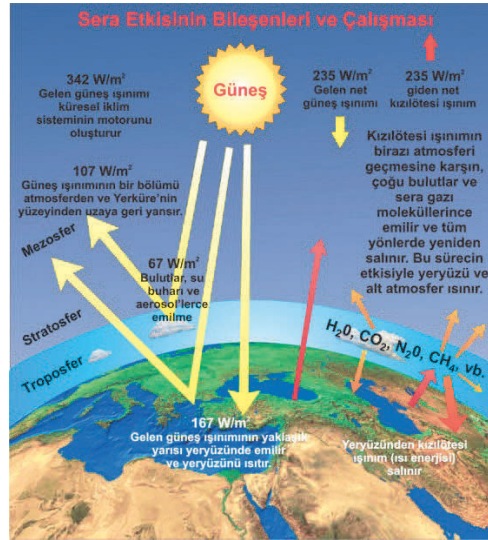 Sera Etkisinin Bileşenleri ve Çalışması
342 W/m²
Gelen güneş ışınımı
küresel iklim
sisteminin motorunu
oluşturur
Güneş
235 W/m²
Gelen net
güneş ışınımı
235 W/m²
giden net
kızılötesi ışınım
107 W/m²
Güneş ışınımının bir bölümü
atmosferden ve Yerküre'nin
yüzeyinden uzaya geri yansır.
Kızılötesi ışınımın
birazı atmosferi
geçmesine karşın,
çoğu bulutlar ve
sera gazı
moleküllerince
emilir ve tüm
yönlerde yeniden
salınır. Bu sürecin
etkisiyle yeryüzü ve
alt atmosfer ısınır.
Mezosfer
67 W/m²
Bulutlar, su
buharı ve
aerosol'lerce
emilme
Stratosfer
Troposfer
H₂0, CO₂, N₂0, CH₄, vb.
167 W/m²
Gelen güneş ışınımının yaklaşık
yarısı yeryüzünde emilir
ve yeryüzünü ısıtır.
Yeryüzünden kızılötesi
ışınım (ısı enerjisi)
salınır